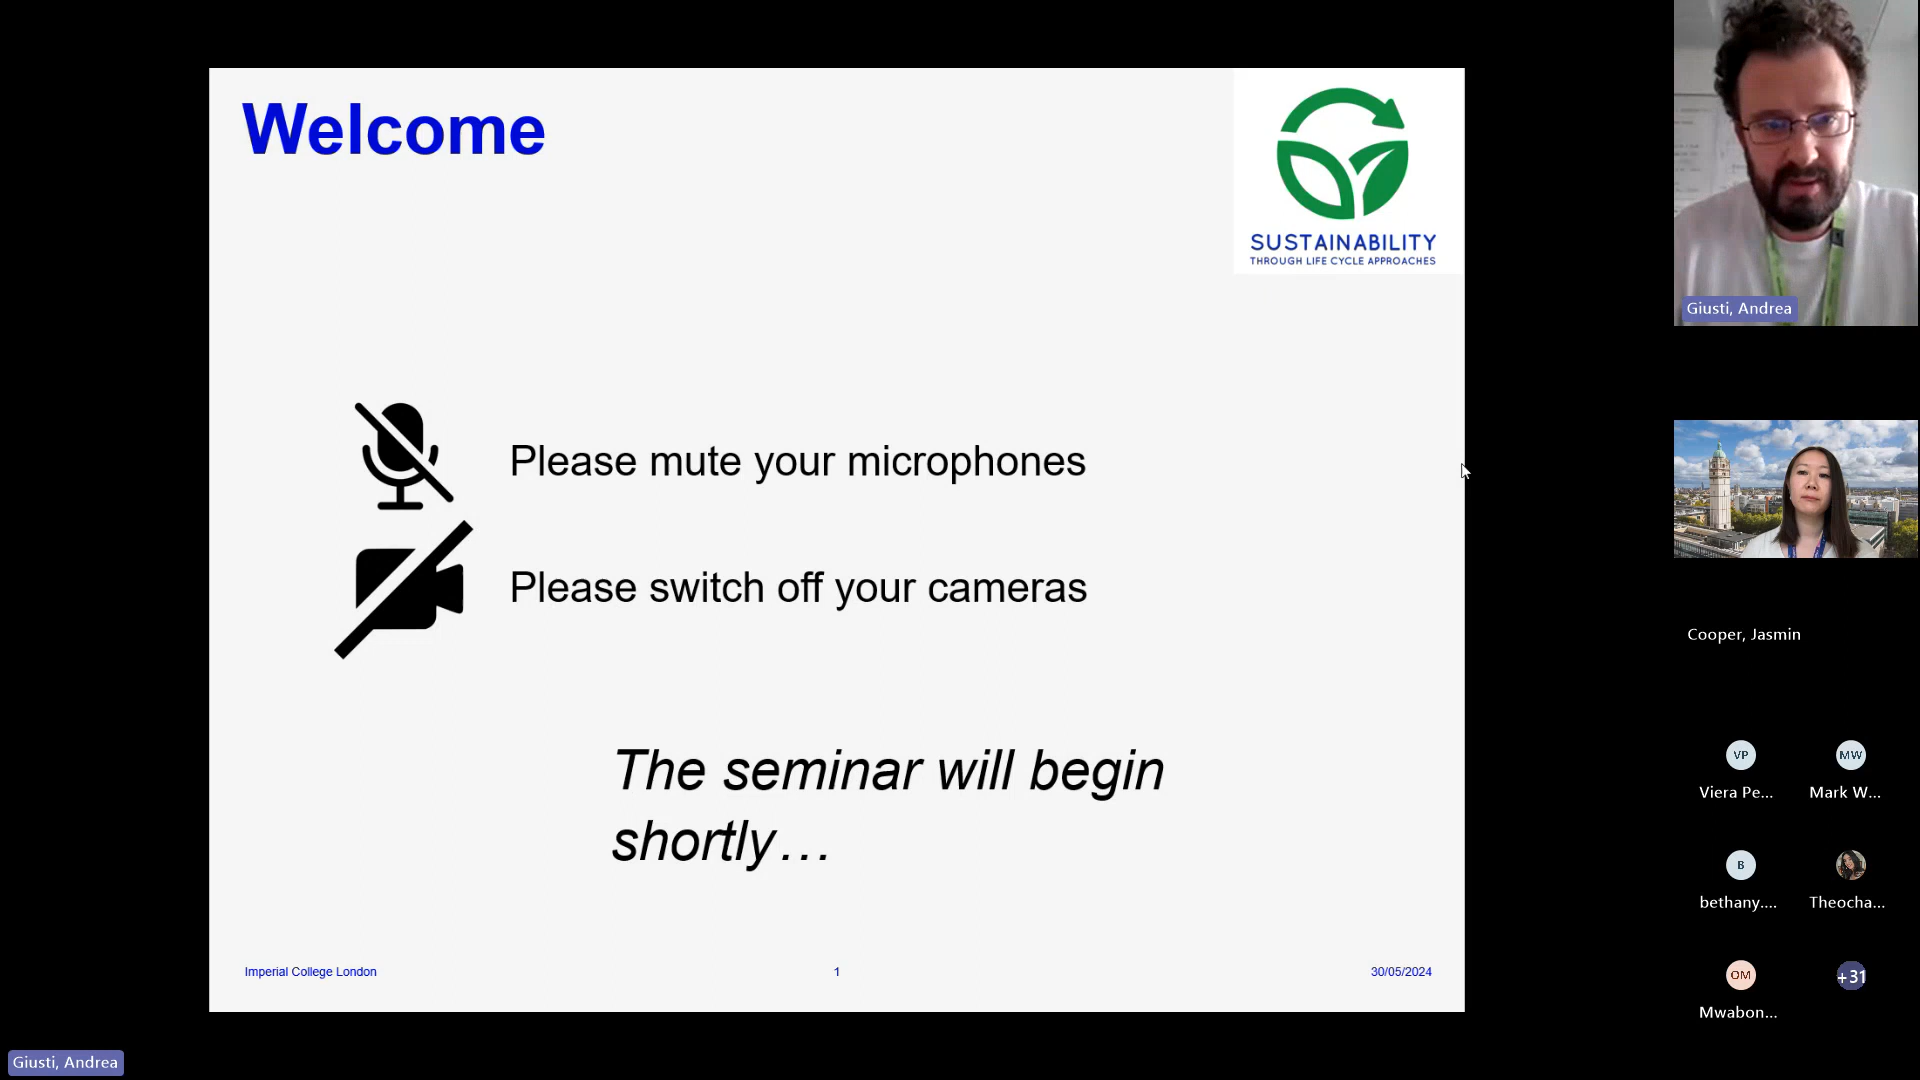 Welcome
SUSTAINABILITY
THROUGH LIFE CYCLE APPROACHES
Please mute your microphones
Please switch off your cameras
The seminar will begin
shortly…
Imperial College London
1
30/05/2024
Giusti, Andrea
Giusti, Andrea
Cooper, Jasmin
VP
MW
Viera Pe...
Mark W...
B
bethany....
Theocha...
OM
+31
Mwabon...